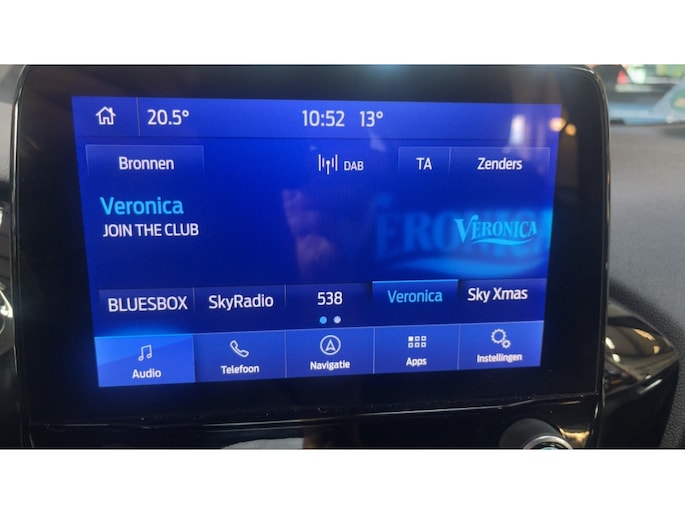 20.5° 10:52 13°
Bronnen DAB TA Zenders
Veronica
JOIN THE CLUB
VERONICA
VERONICA
BLUESBOX SkyRadio 538 Veronica Sky Xmas
Audio Telefoon Navigatie Apps Instellingen